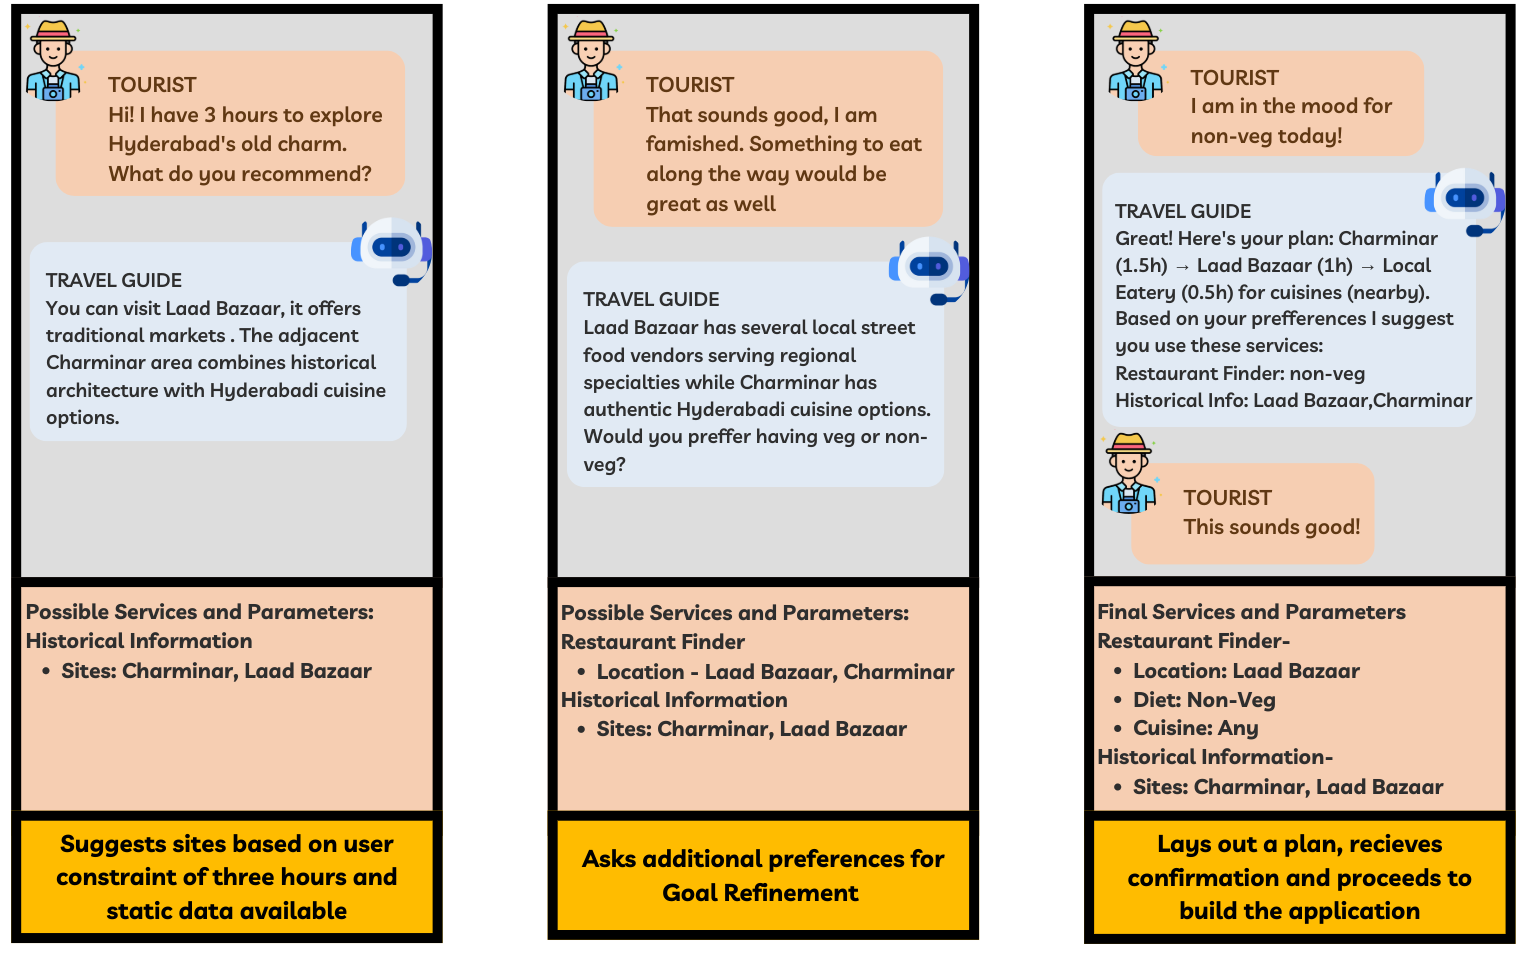 TOURIST
Hi! I have 3 hours to explore
Hyderabad's old charm.
What do you recommend?
TRAVEL GUIDE
You can visit Laad Bazaar, it offers
traditional markets . The adjacent
Charminar area combines historical
architecture with Hyderabadi cuisine
options.
Possible Services and Parameters:
Historical Information
• Sites: Charminar, Laad Bazaar
Suggests sites based on user
constraint of three hours and
static data available
TOURIST
That sounds good, I am
famished. Something to eat
along the way would be
great as well
TRAVEL GUIDE
Laad Bazaar has several local street
food vendors serving regional
specialties while Charminar has
authentic Hyderabadi cuisine options.
Would you preffer having veg or non-
veg?
Possible Services and Parameters:
Restaurant Finder
• Location - Laad Bazaar, Charminar
Historical Information
• Sites: Charminar, Laad Bazaar
Asks additional preferences for
Goal Refinement
TOURIST
I am in the mood for
non-veg today!
TRAVEL GUIDE
Great! Here's your plan: Charminar
(1.5h) → Laad Bazaar (1h) → Local
Eatery (0.5h) for cuisines (nearby).
Based on your prefferences I suggest
you use these services:
Restaurant Finder: non-veg
Historical Info: Laad Bazaar,Charminar
TOURIST
This sounds good!
Final Services and Parameters
Restaurant Finder-
• Location: Laad Bazaar
• Diet: Non-Veg
• Cuisine: Any
Historical Information-
• Sites: Charminar, Laad Bazaar
Lays out a plan, recieves
confirmation and proceeds to
build the application